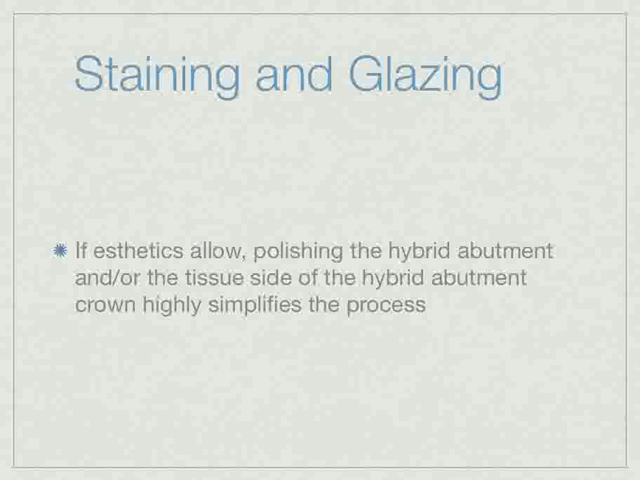 Staining and Glazing
If esthetics allow, polishing the hybrid abutment
and/or the tissue side of the hybrid abutment
crown highly simplifies the process